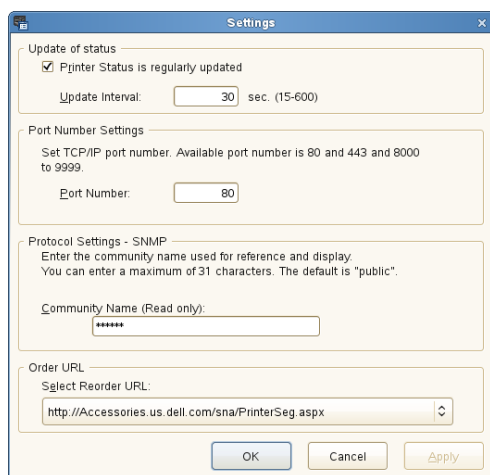 Settings
Update of status
Printer Status is regularly updated
Update Interval: 30 sec. (15-600)
Port Number Settings
Set TCP/IP port number. Available port number is 80 and 443 and 8000
to 9999.
Port Number: 80
Protocol Settings - SNMP
Enter the community name used for reference and display.
You can enter a maximum of 31 characters. The default is "public".
Community Name (Read only):
******
Order URL
Select Reorder URL:
http://Accessories.us.dell.com/sna/PrinterSeg.aspx
OK Cancel Apply